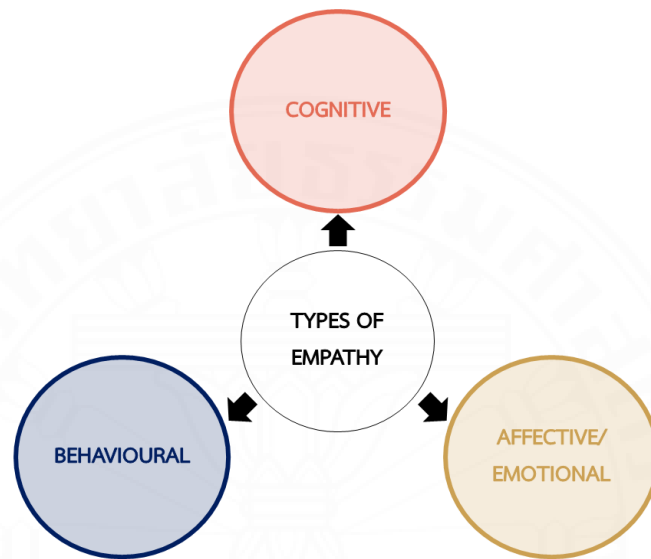 COGNITIVE
TYPES OF
EMPATHY
BEHAVIOURAL
AFFECTIVE/
EMOTIONAL